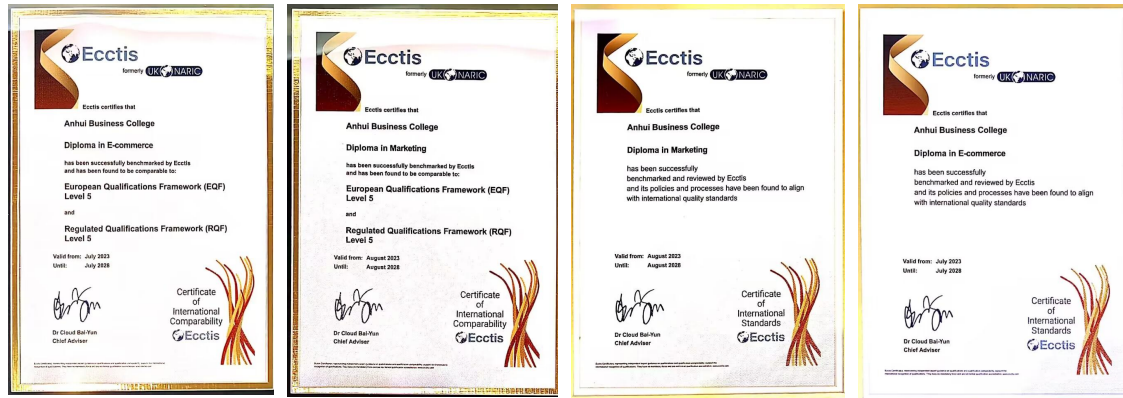 Ecctis
formerly UK NARIC
Ecctis certifies that
Anhui Business College
Diploma in E-commerce
has been successfully benchmarked by Ecctis
and has been found to be comparable to:
European Qualifications Framework (EQF)
Level 5
and
Regulated Qualifications Framework (RQF)
Level 5
Valid from: July 2023
Until: July 2028
Certificate
of
International
Comparability
Ecctis
Dr Cloud Bai-Yun
Chief Adviser
Ecctis
formerly UK NARIC
Ecctis certifies that
Anhui Business College
Diploma in Marketing
has been successfully benchmarked by Ecctis
and has been found to be comparable to:
European Qualifications Framework (EQF)
Level 5
and
Regulated Qualifications Framework (RQF)
Level 5
Valid from: August 2023
Until: August 2028
Certificate
of
International
Comparability
Ecctis
Dr Cloud Bai-Yun
Chief Adviser
Ecctis
formerly UK NARIC
Ecctis certifies that
Anhui Business College
Diploma in Marketing
has been successfully
benchmarked and reviewed by Ecctis
and its policies and processes have been found to align
with international quality standards
Valid from: August 2023
Until: August 2028
Certificate
of
International
Standards
Ecctis
Dr Cloud Bai-Yun
Chief Adviser
Ecctis
formerly UK NARIC
Ecctis certifies that
Anhui Business College
Diploma in E-commerce
has been successfully
benchmarked and reviewed by Ecctis
and its policies and processes have been found to align
with international quality standards
Valid from: July 2023
Until: July 2028
Certificate
of
International
Standards
Ecctis
Dr Cloud Bai-Yun
Chief Adviser